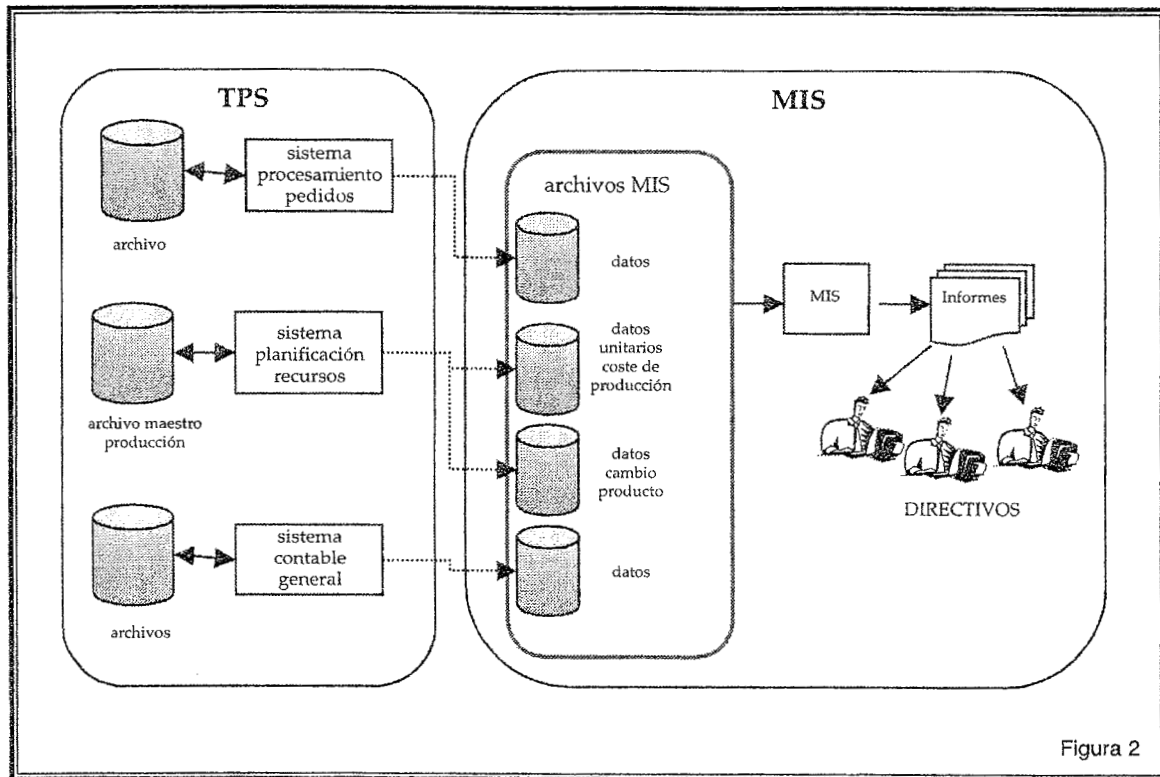 TPS
sistema
procesamiento
pedidos
archivo
sistema
planificación
recursos
archivo maestro
producción
sistema
contable
general
archivos
MIS
archivos MIS
datos
datos
unitarios
coste de
producción
datos
cambio
producto
datos
MIS
Informes
DIRECTIVOS
Figura 2